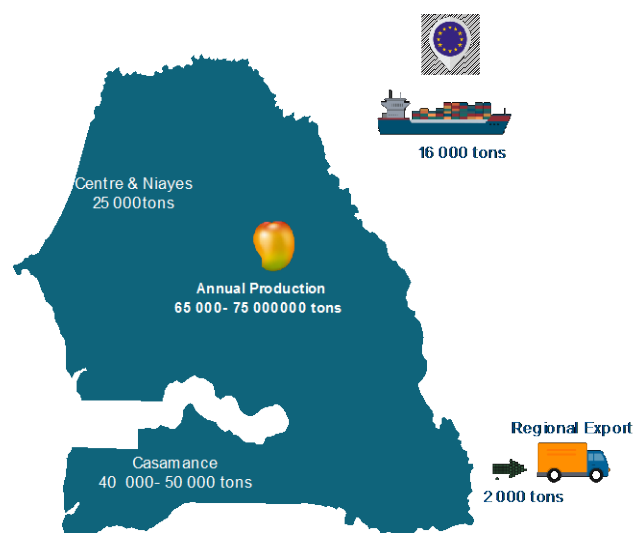 16 000 tons
Centre & Niayes
25 000tons
Annual Production
65 000- 75 000000 tons
Regional Export
Casamance
40  000- 50 000 tons
2 000 tons